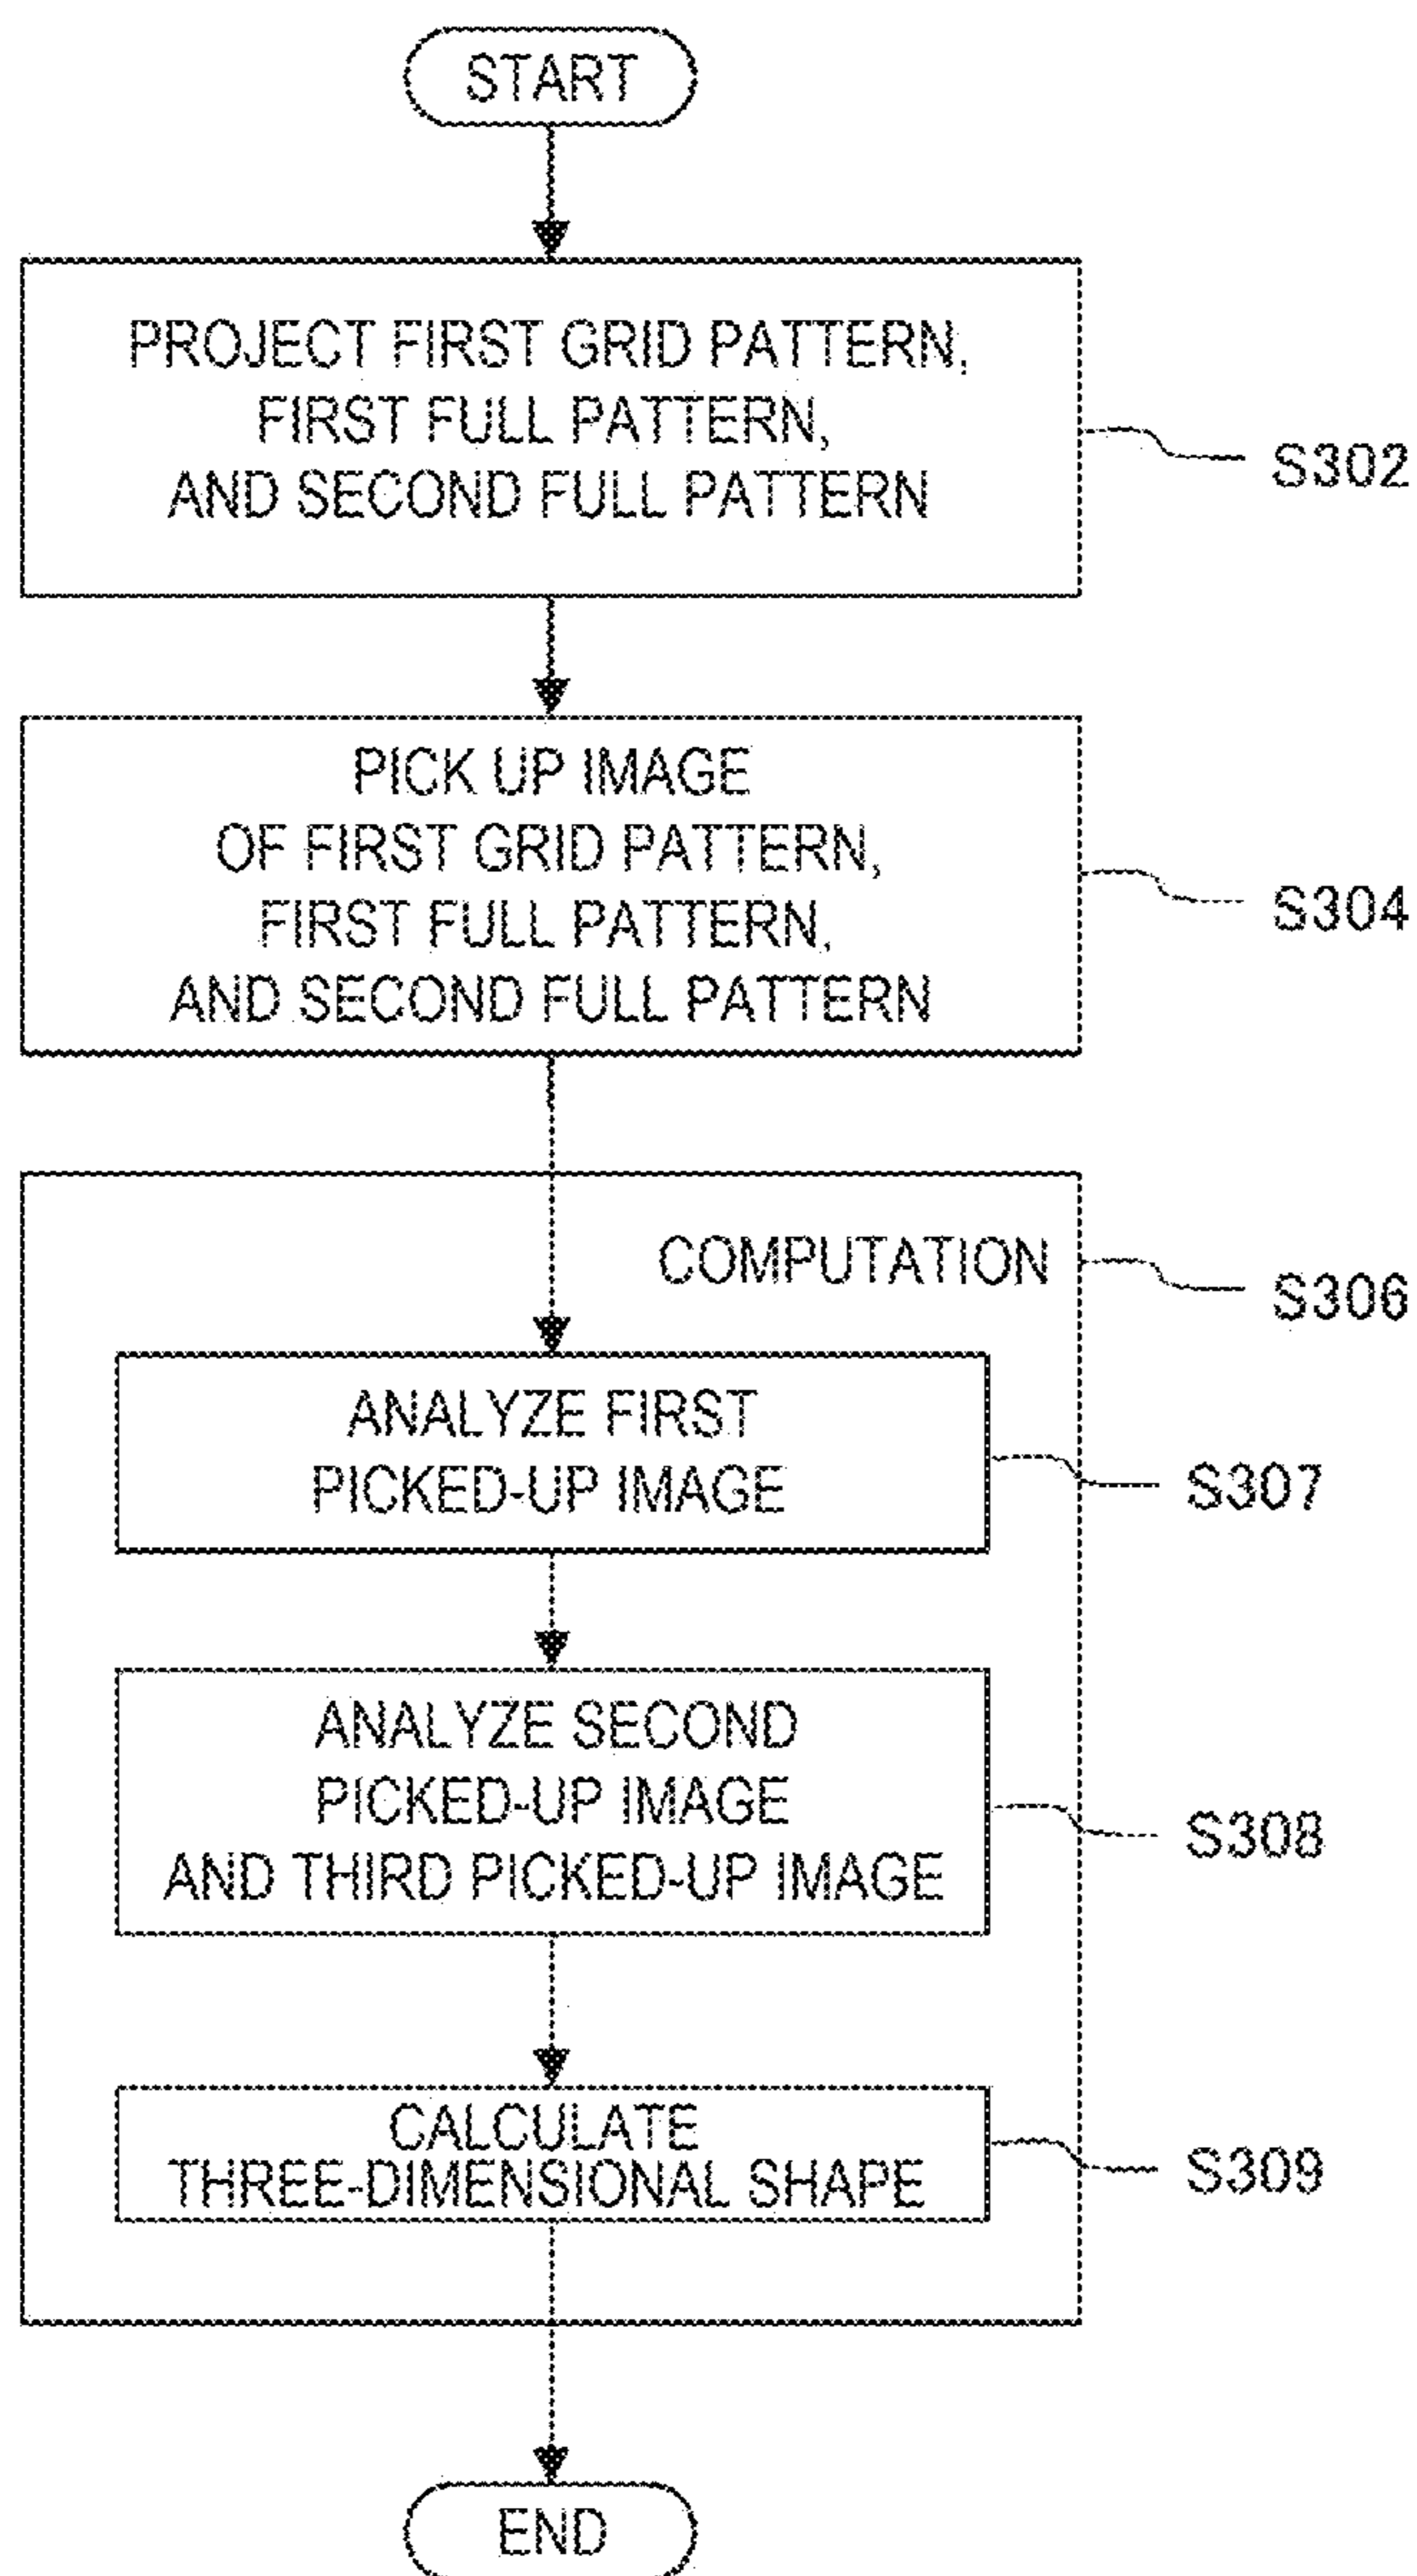 START
PROJECT FIRST GRID PATTERN,
FIRST FULL PATTERN,
AND SECOND FULL PATTERN
S302
PICK UP IMAGE
OF FIRST GRID PATTERN,
FIRST FULL PATTERN,
AND SECOND FULL PATTERN
S304
COMPUTATION
S306
ANALYZE FIRST
PICKED-UP IMAGE
S307
ANALYZE SECOND
PICKED-UP IMAGE
AND THIRD PICKED-UP IMAGE
S308
CALCULATE
THREE-DIMENSIONAL SHAPE
S309
END